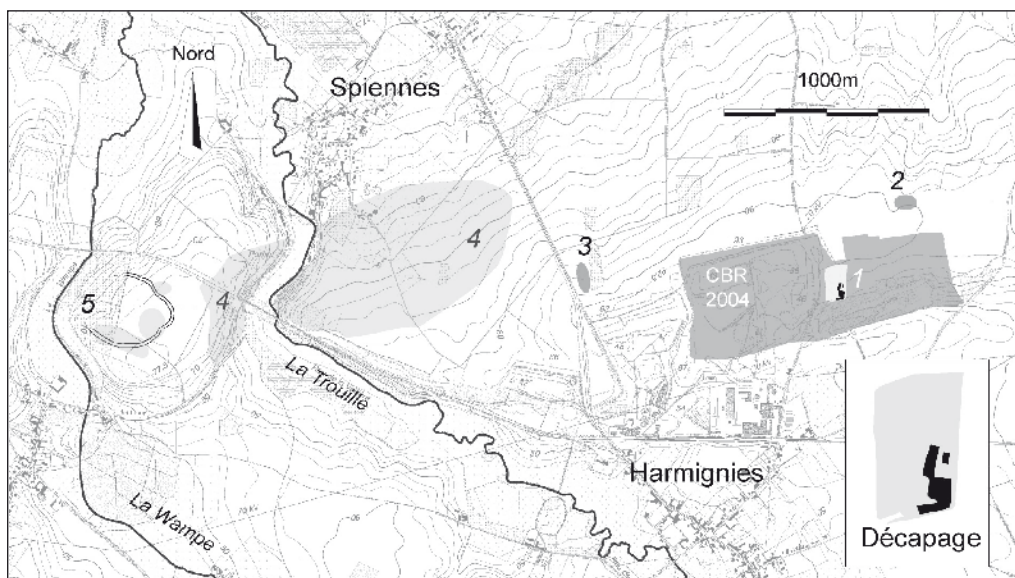 Nord
Spiennes
1000m
2
3
4
CBR
2004
1
5
4
La Trouille
La Wampe
Harmignies
Décapage